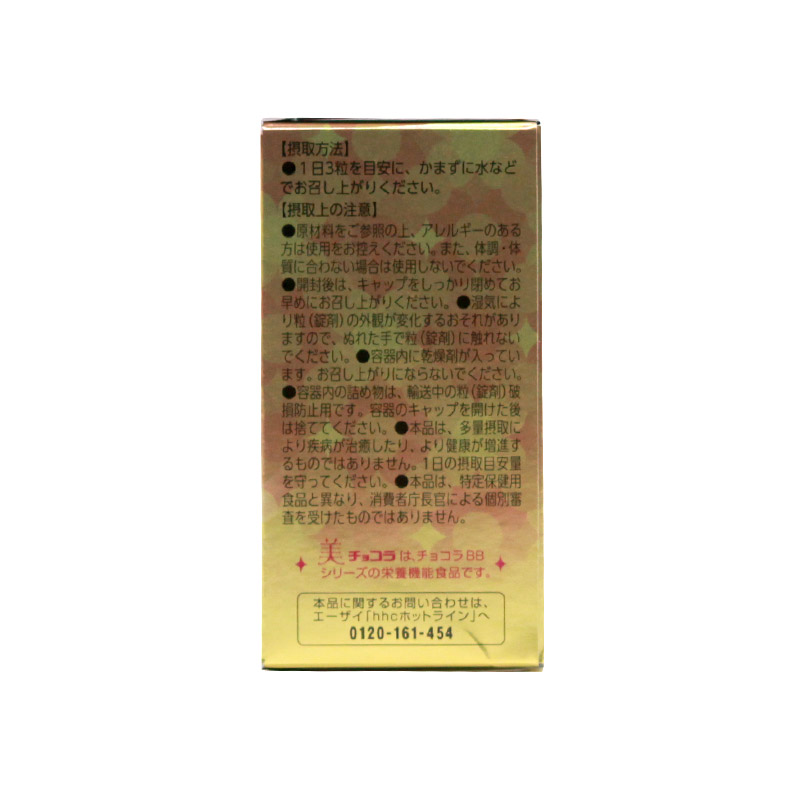 【摂取方法】
●1日3粒を目安に、かまずに水など
でお召し上がりください。
【摂取上の注意】
●原材料をご参照の上、アレルギーのある
方は使用をお控えください。また、体調・体
質に合わない場合は使用しないでください。
●開封後は、キャップをしっかり閉めてお
早めにお召し上がりください。●湿気によ
り粒(錠剤)の外観が変化するおそれがあり
ますので、ぬれた手で粒(錠剤)に触れない
でください。●容器内に乾燥剤が入ってい
ます。お召し上がりにならないでください。
●容器内の詰め物は、輸送中の粒(錠剤)破
損防止用です。容器のキャップを開けた後
は捨ててください。●本品は、多量摂取に
より疾病が治癒したり、より健康が増進す
るものではありません。1日の摂取目安量
を守ってください。●本品は、特定保健用
食品と異なり、消費者庁長官による個別審
査を受けたものではありません。
美チョコラは、チョコラBB
シリーズの栄養機能食品です。
本品に関するお問い合わせは、
エーザイ「hhcホットライン」へ
0120-161-454